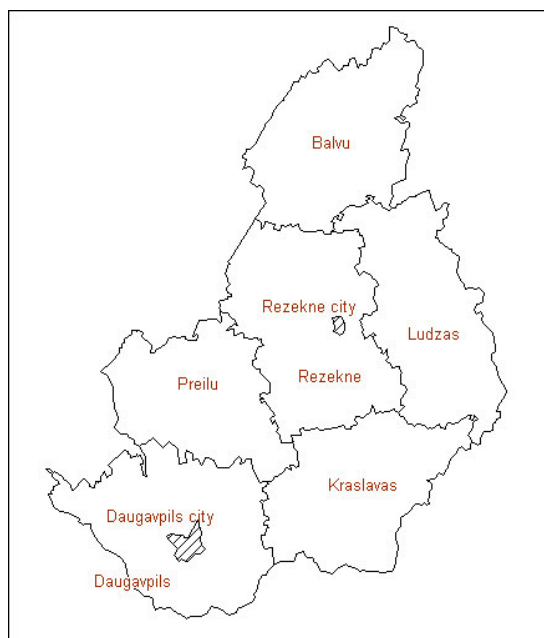 Balvu
Rezekne city
Ludzas
Rezekne
Preilu
Kraslavas
Daugavpils city
Daugavpils